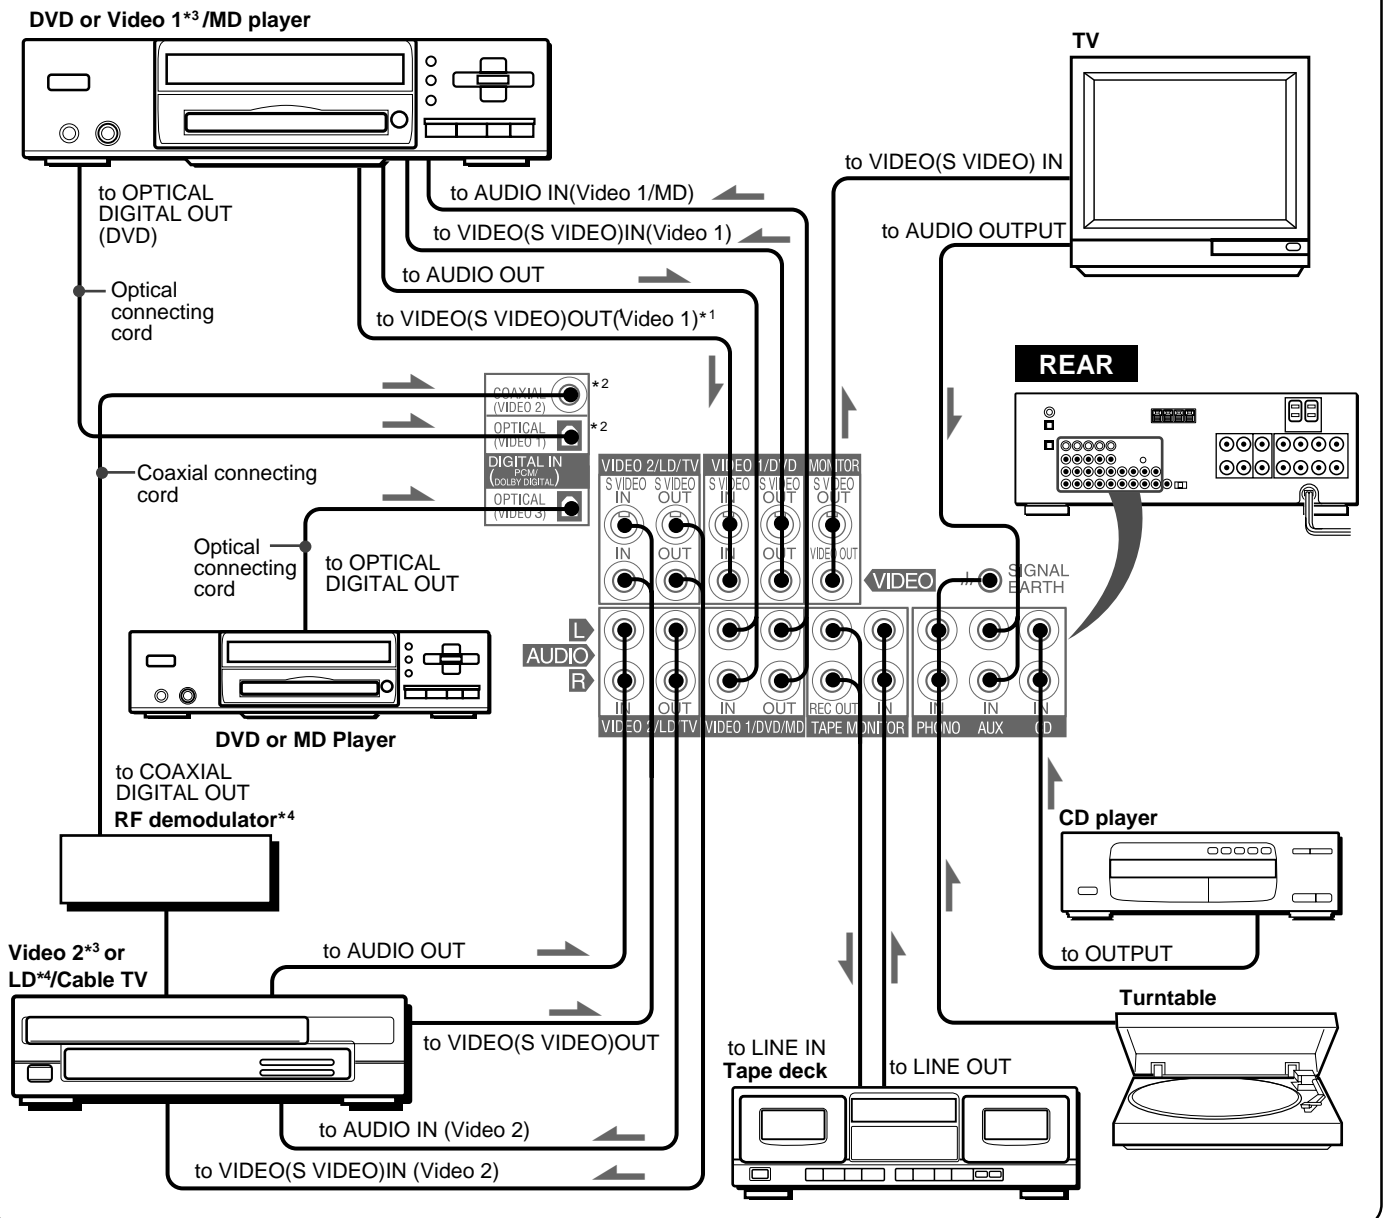 DVD or Video 1*3/MD player
TV
to VIDEO(S VIDEO) IN
to AUDIO IN(Video 1/MD)
to OPTICAL
DIGITAL OUT
(DVD)
to VIDEO(S VIDEO)IN(Video 1)
to AUDIO OUTPUT
to AUDIO OUT
Optical
connecting
cord
to VIDEO(S VIDEO)OUT(Video 1)*1
REAR
COAXIAL
(VIDEO 2)
*2
OPTICAL
(VIDEO 1)
*2
DIGITAL IN
(PCM/
DOLBY DIGITAL)
OPTICAL
(VIDEO 3)
Coaxial connecting
cord
VIDEO 2/LD/TV
VIDEO 1/DVD
MONITOR
S VIDEO
IN
S VIDEO
OUT
S VIDEO
IN
S VIDEO
OUT
S VIDEO
OUT
IN
OUT
IN
OUT
VIDEO OUT
Optical
connecting
cord
to OPTICAL
DIGITAL OUT
VIDEO
SIGNAL
EARTH
L
AUDIO
R
IN
OUT
IN
OUT
REC OUT
IN
IN
IN
IN
VIDEO 2/LD/TV
VIDEO 1/DVD/MD
TAPE MONITOR
PHONO
AUX
CD
DVD or MD Player
to COAXIAL
DIGITAL OUT
RF demodulator*4
CD player
Video 2*3 or
LD*4/Cable TV
to AUDIO OUT
to OUTPUT
Turntable
to VIDEO(S VIDEO)OUT
to LINE IN
Tape deck
to LINE OUT
to AUDIO IN (Video 2)
to VIDEO(S VIDEO)IN (Video 2)